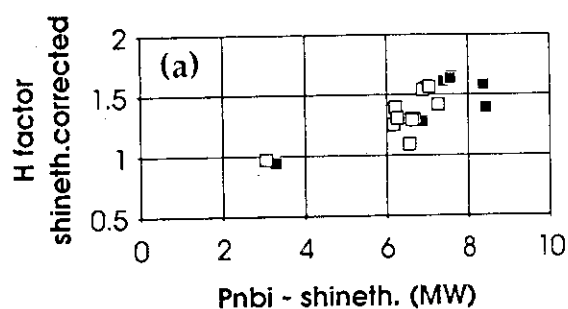 H factor
shineth.corrected
2
1.5
1
0.5
(a)
0 2 4 6 8 10
Pnbi - shineth. (MW)